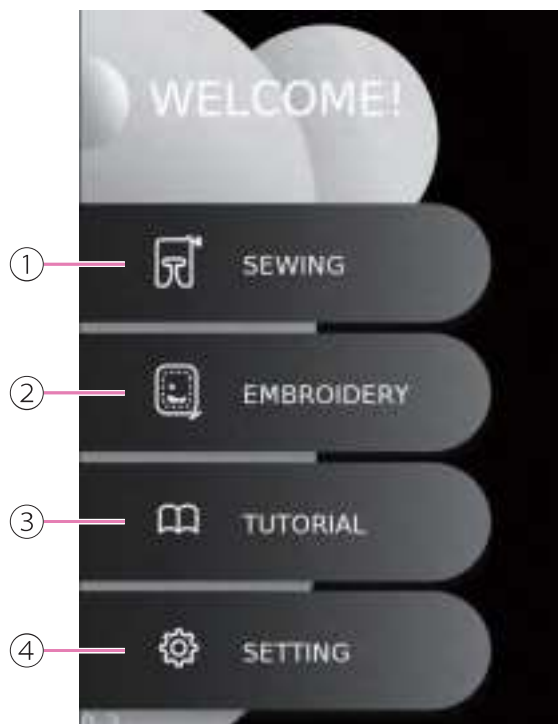 WELCOME!
① SEWING
② EMBROIDERY
③ TUTORIAL
④ SETTING